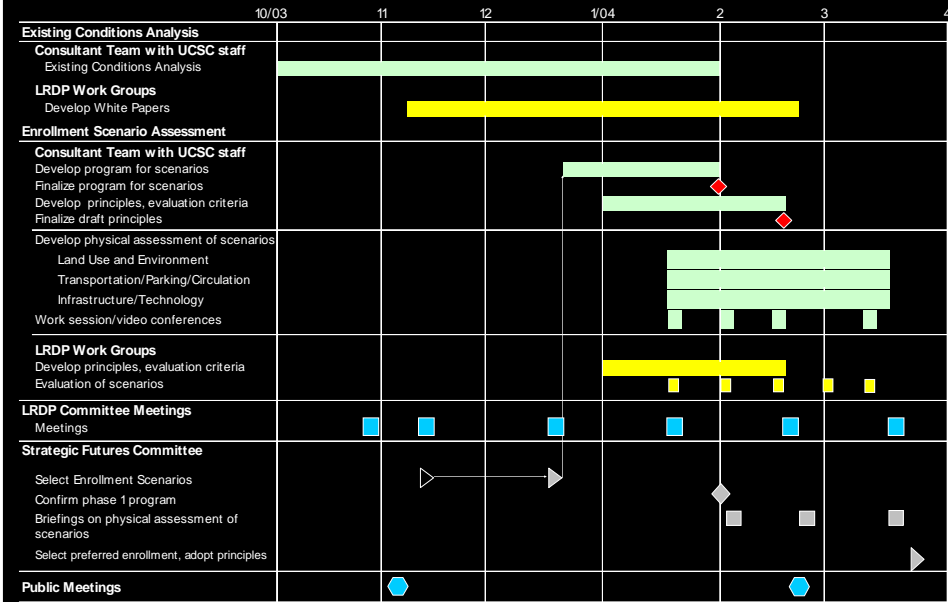 10/03 11 12 1/04 2 3 4
Existing Conditions Analysis
Consultant Team with UCSC staff
Existing Conditions Analysis
LRDP Work Groups
Develop White Papers
Enrollment Scenario Assessment
Consultant Team with UCSC staff
Develop program for scenarios
Finalize program for scenarios
Develop principles, evaluation criteria
Finalize draft principles
Develop physical assessment of scenarios
Land Use and Environment
Transportation/Parking/Circulation
Infrastructure/Technology
Work session/video conferences
LRDP Work Groups
Develop principles, evaluation criteria
Evaluation of scenarios
LRDP Committee Meetings
Meetings
Strategic Futures Committee
Select Enrollment Scenarios
Confirm phase 1 program
Briefings on physical assessment of
scenarios
Select preferred enrollment, adopt principles
Public Meetings